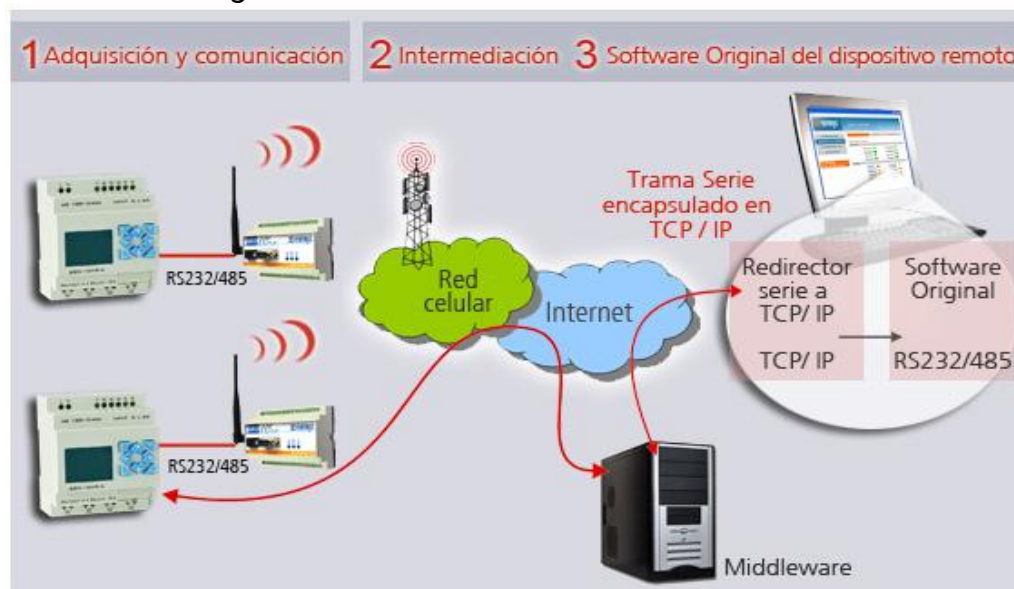 1 Adquisición y comunicación
2 Intermediación
3 Software Original del dispositivo remoto
RS232/485
RS232/485
Red
celular
Internet
Trama Serie
encapsulado en
TCP / IP
Redirector
serie a
TCP/ IP
TCP/ IP
Software
Original
RS232/485
Middleware